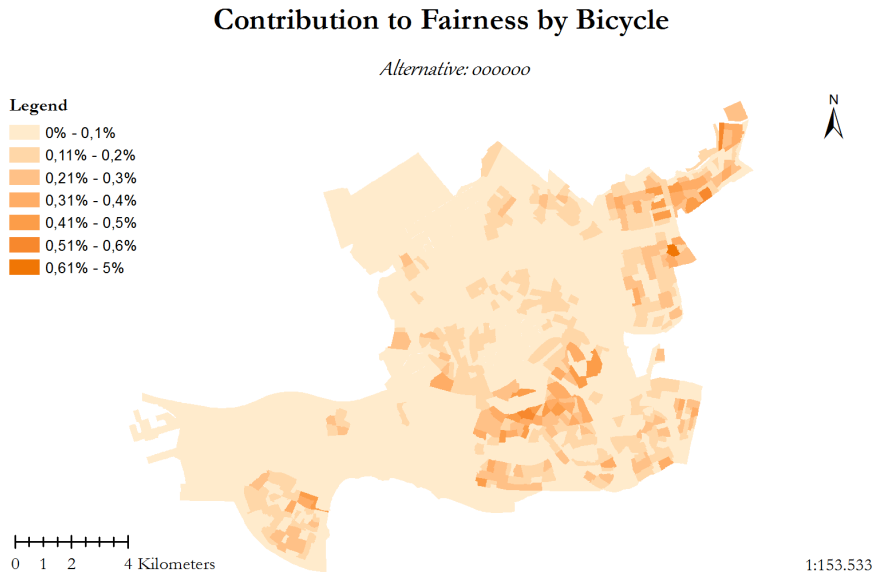 Contribution to Fairness by Bicycle
Alternative: oooooo
Legend
0% - 0,1%
0,11% - 0,2%
0,21% - 0,3%
0,31% - 0,4%
0,41% - 0,5%
0,51% - 0,6%
0,61% - 5%
N
0 1 2 4 Kilometers
1:153.533